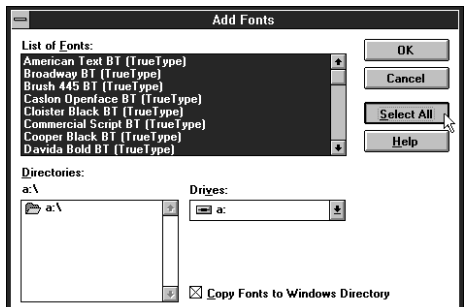 Add Fonts
List of Fonts:
American Text BT (TrueType)
Broadway BT (TrueType)
Brush 445 BT (TrueType)
Caslon Openface BT (TrueType)
Cloister Black BT (TrueType)
Commercial Script BT (TrueType)
Cooper Black BT (TrueType)
Davida Bold BT (TrueType)
OK
Cancel
Select All
Help
Directories:
a:\
a:\
Drives:
a:
Copy Fonts to Windows Directory